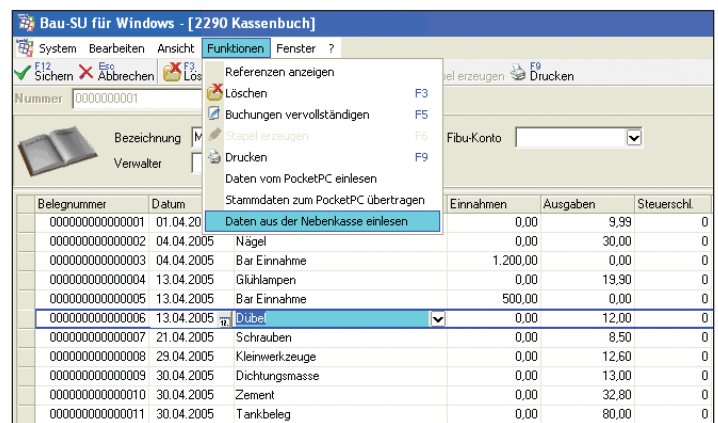 Bau-SU für Windows - [2290 Kassenbuch]
System Bearbeiten Ansicht Funktionen Fenster ?
F12 Sichern Esc Abbrechen F3 Lös
el erzeugen F9 Drucken
Nummer 0000000001
Bezeichnung M
Fibu-Konto
Verwalter
Referenzen anzeigen
Löschen F3
Buchungen vervollständigen F5
Stapel erzeugen F6
Drucken F9
Daten vom PocketPC einlesen
Stammdaten zum PocketPC übertragen
Daten aus der Nebenkasse einlesen
Belegnummer Datum Einnahmen Ausgaben Steuerschl.
000000000000001 01.04.20 0,00 9,99 0
000000000000002 04.04.2005 Nägel 0,00 30,00 0
000000000000003 04.04.2005 Bar Einnahme 1.200,00 0,00 0
000000000000004 13.04.2005 Glühlampen 0,00 19,90 0
000000000000005 13.04.2005 Bar Einnahme 500,00 0,00 0
000000000000006 13.04.2005 Dübel 0,00 12,00 0
000000000000007 21.04.2005 Schrauben 0,00 8,50 0
000000000000008 29.04.2005 Kleinwerkzeuge 0,00 12,60 0
000000000000009 30.04.2005 Dichtungsmasse 0,00 13,00 0
000000000000010 30.04.2005 Zement 0,00 32,80 0
000000000000011 30.04.2005 Tankbeleg 0,00 80,00 0